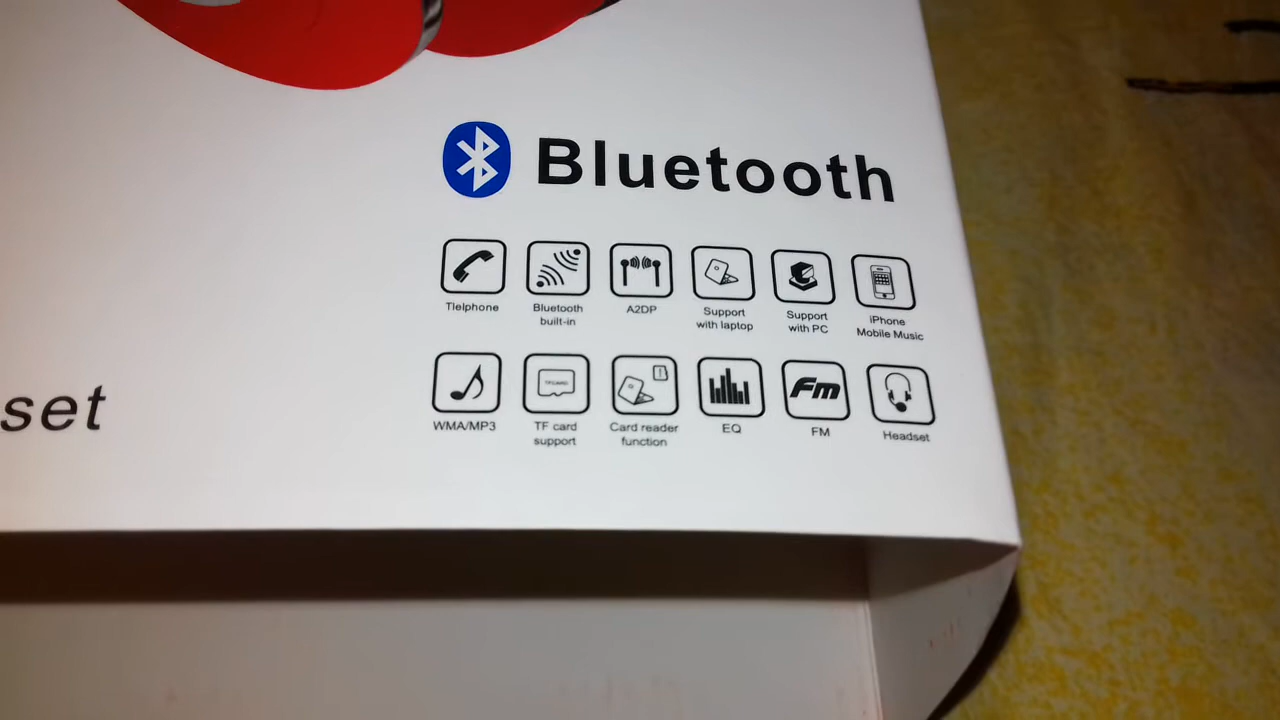 Bluetooth
Tlelphone
Bluetooth
built-in
A2DP
Support
with laptop
Support
with PC
iPhone
Mobile Music
set
WMA/MP3
TFCARD
TF card
support
Card reader
function
EQ
Fm
FM
Headset